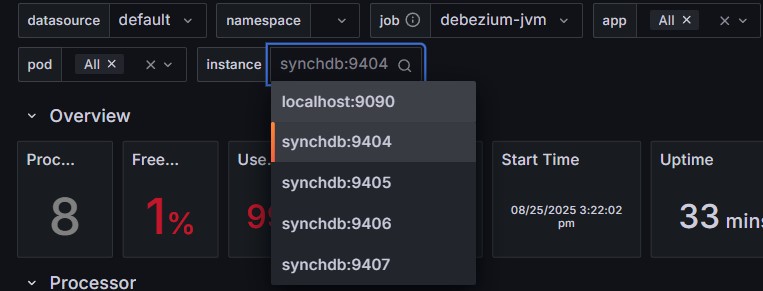 datasource default namespace job debezium-jvm app All
pod All instance synchdb:9404
localhost:9090
Overview
synchdb:9404
Proc... Free... Use. Start Time Uptime
synchdb:9405
8 1% 9 08/25/2025 3:22:02 pm 33 mins
synchdb:9406
synchdb:9407
Processor